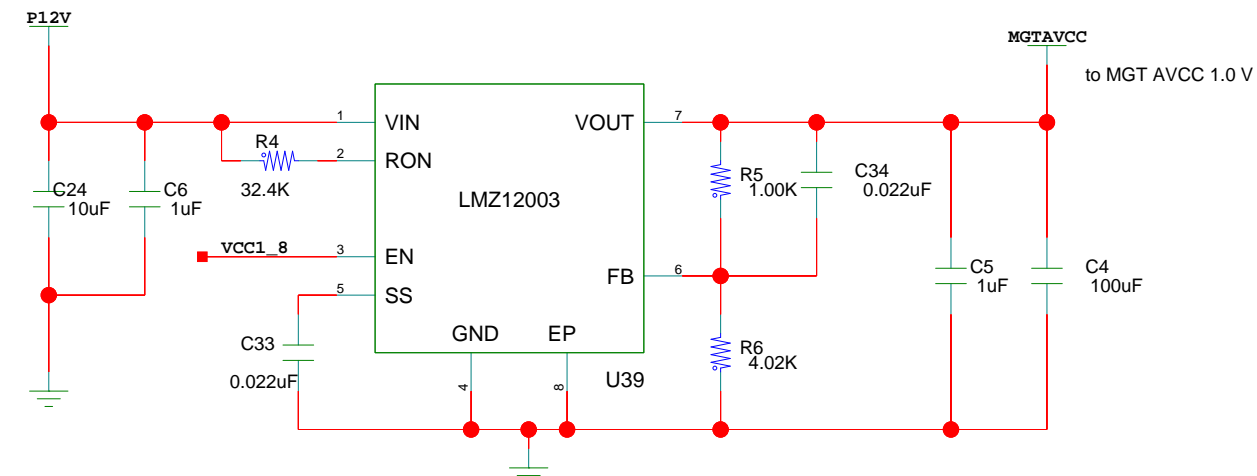 P12V
MGTAVCC
to MGT AVCC 1.0 V
1
VIN
VOUT
7
R4
2
RON
32.4K
C24
10uF
C6
1uF
LMZ12003
R5
1.00K
C34
0.022uF
VCC1_8
3
EN
5
SS
FB
6
C5
1uF
C4
100uF
C33
0.022uF
GND
EP
4
8
U39
R6
4.02K